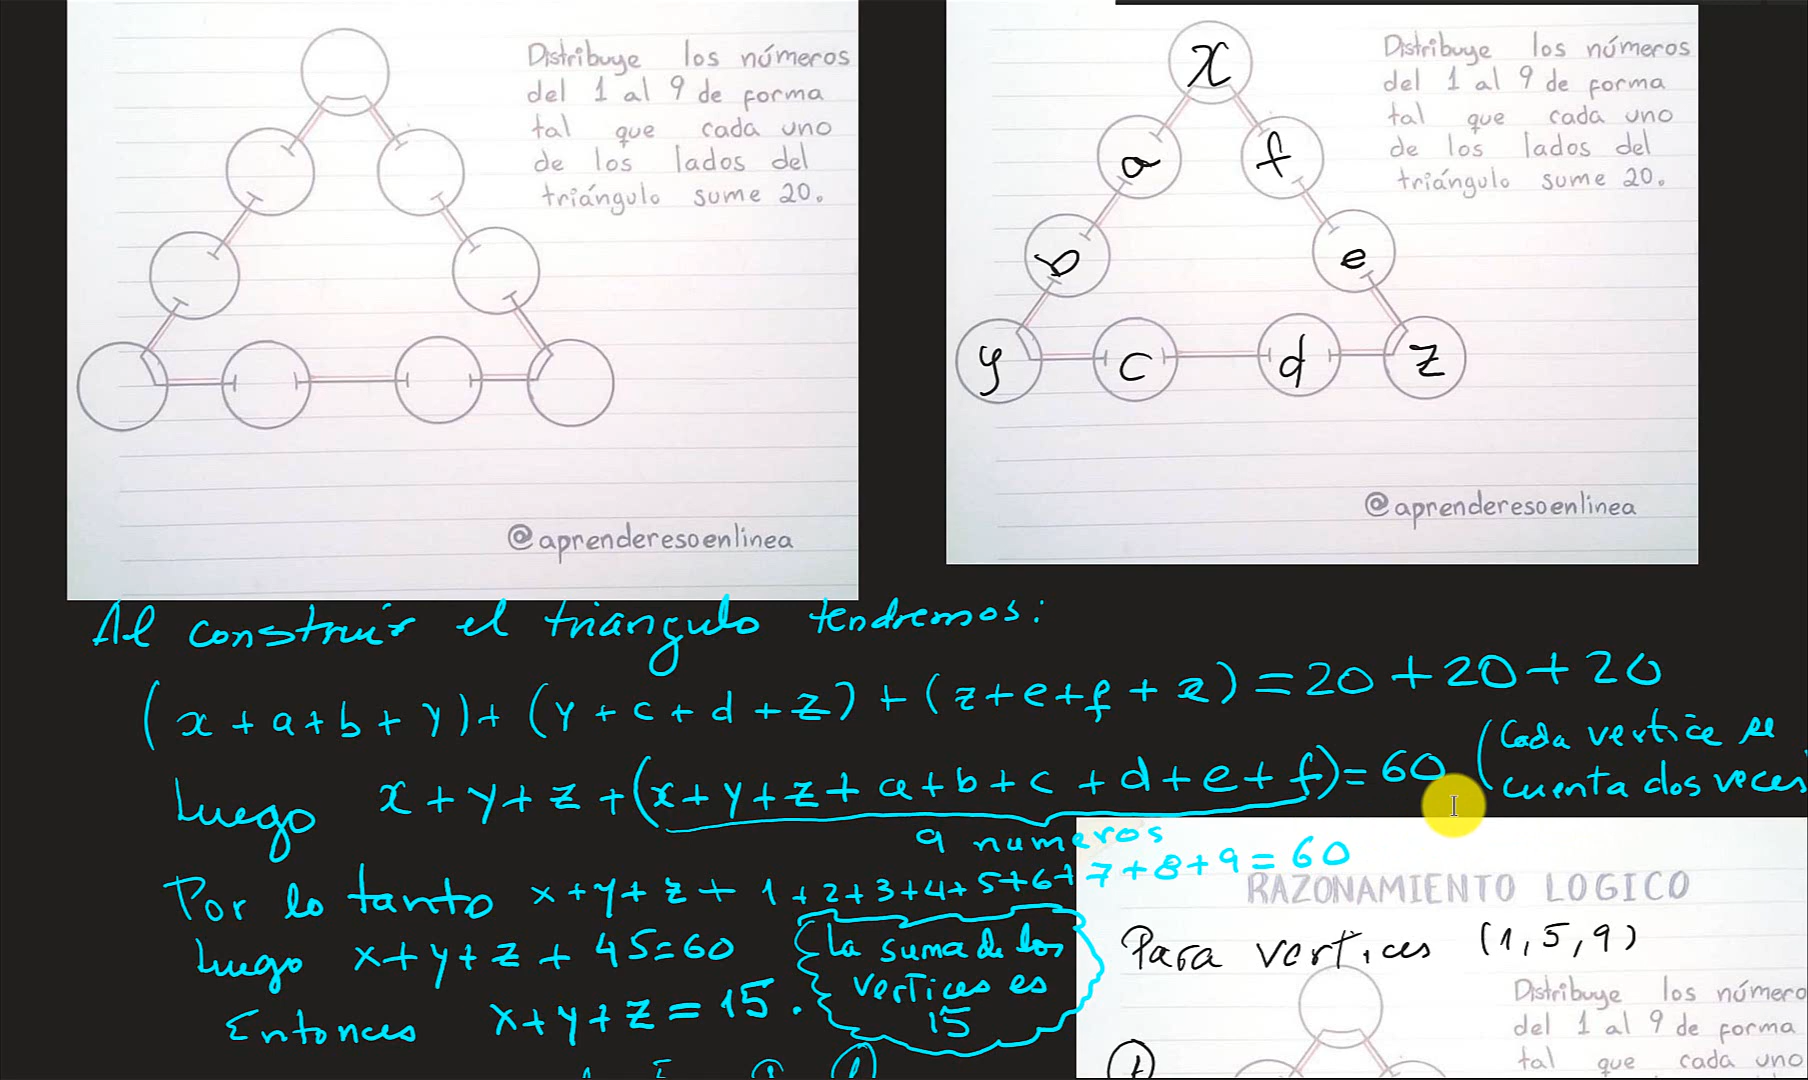 Distribuye los números
del 1 al 9 de forma
tal que cada uno
de los lados del
triángulo sume 20.
@aprenderesoenlinea
Distribuye los números
del 1 al 9 de forma
tal que cada uno
de los lados del
triángulo sume 20.
x
a f
b e
y c d z
@aprenderesoenlinea
Al construir el triangulo tendremos:
(x+a+b+y)+(y+c+d+z)+(z+e+f+x)=20+20+20
Luego x+y+z+(x+y+z+a+b+c+d+e+f)=60 (Cada vertice se
cuenta dos veces
9 numeros
Por lo tanto x+y+z+1+2+3+4+5+6+7+8+9=60
Luego x+y+z+45=60
Entonces x+y+z=15.
La suma de los
vertices es
15
RAZONAMIENTO LOGICO
Para vertices (1,5,9)
Distribuye los número
del 1 al 9 de forma
tal que cada uno